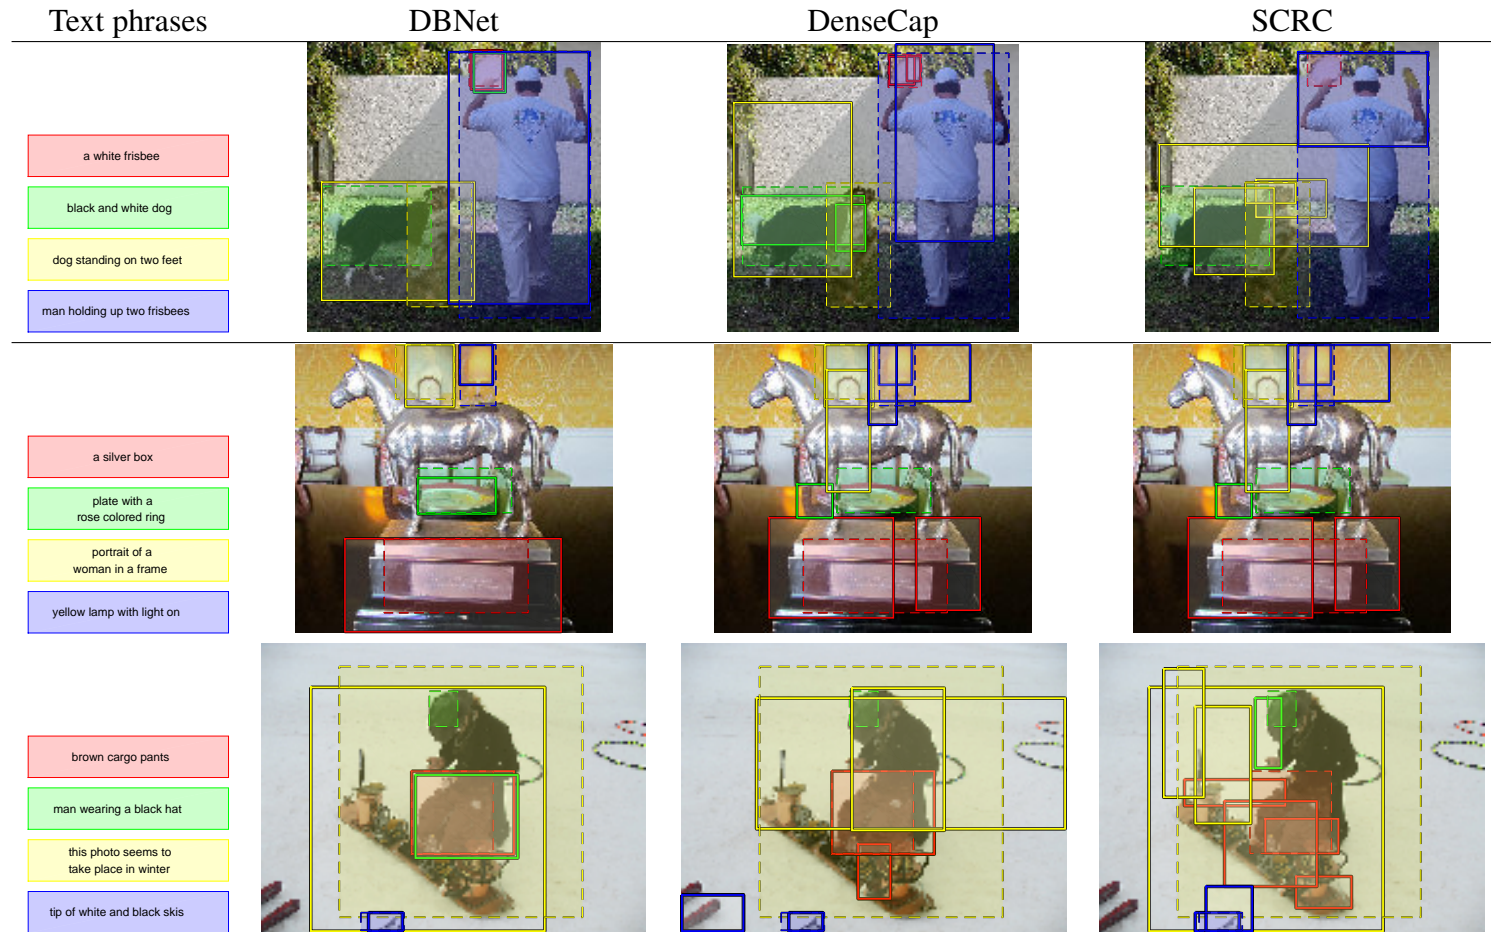 Text phrases DBNet DenseCap SCRC
a white frisbee
black and white dog
dog standing on two feet
man holding up two frisbees
a silver box
plate with a
rose colored ring
portrait of a
woman in a frame
yellow lamp with light on
brown cargo pants
man wearing a black hat
this photo seems to
take place in winter
tip of white and black skis